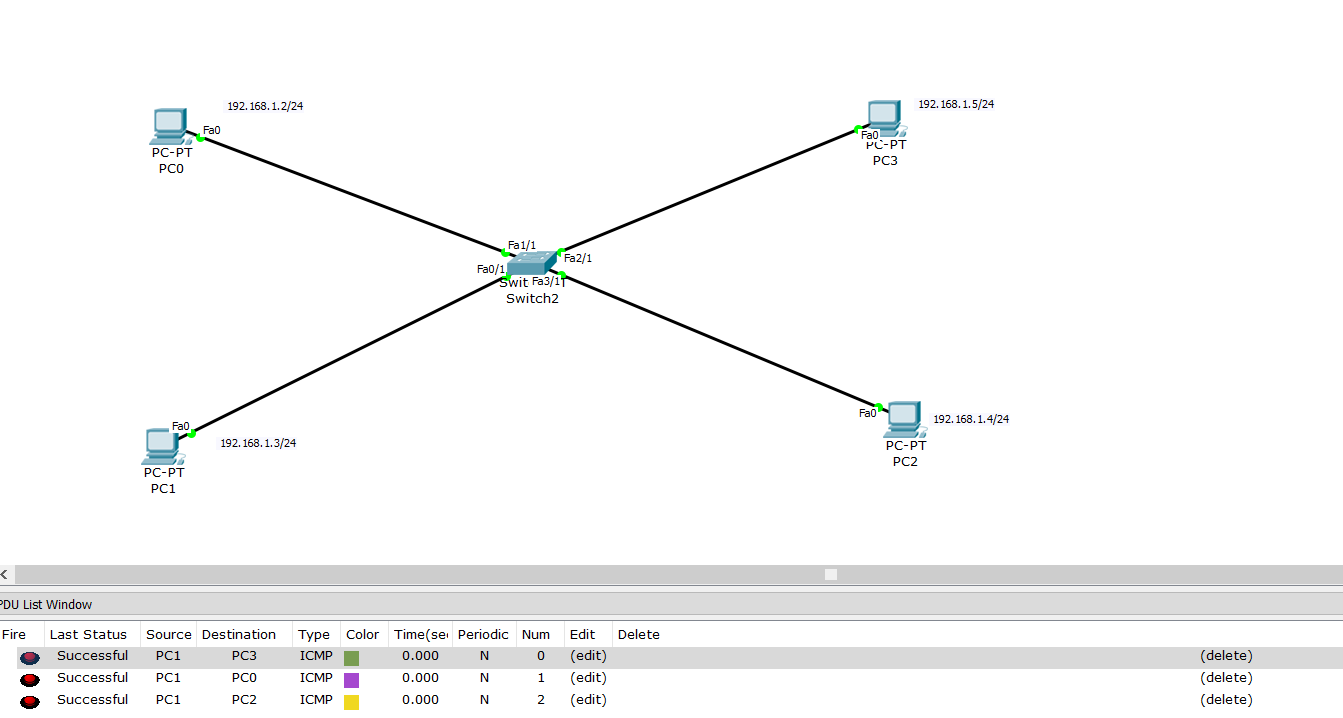 192.168.1.2/24
Fa0
PC-PT
PC0
192.168.1.5/24
Fa0
PC-PT
PC3
Fa1/1
Fa2/1
Fa0/1
Swit Fa3/1T
Switch2
Fa0
192.168.1.3/24
PC-PT
PC1
Fa0
192.168.1.4/24
PC-PT
PC2
PDU List Window
Fire Last Status Source Destination Type Color Time(sec Periodic Num Edit Delete
Successful PC1 PC3 ICMP 0.000 N 0 (edit) (delete)
Successful PC1 PC0 ICMP 0.000 N 1 (edit) (delete)
Successful PC1 PC2 ICMP 0.000 N 2 (edit) (delete)